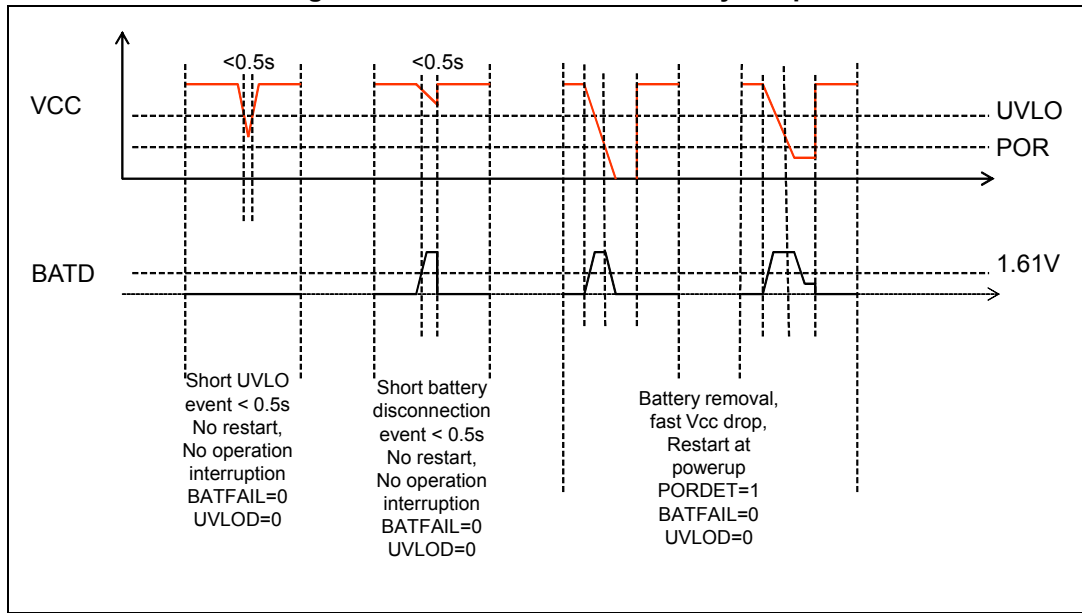 <0.5s
<0.5s
VCC
UVLO
POR
BATD
1.61V
Short UVLO
event < 0.5s
No restart,
No operation
interruption
BATFAIL=0
UVLOD=0
Short battery
disconnection
event < 0.5s
No restart,
No operation
interruption
BATFAIL=0
UVLOD=0
Battery removal,
fast Vcc drop,
Restart at
powerup
PORDET=1
BATFAIL=0
UVLOD=0